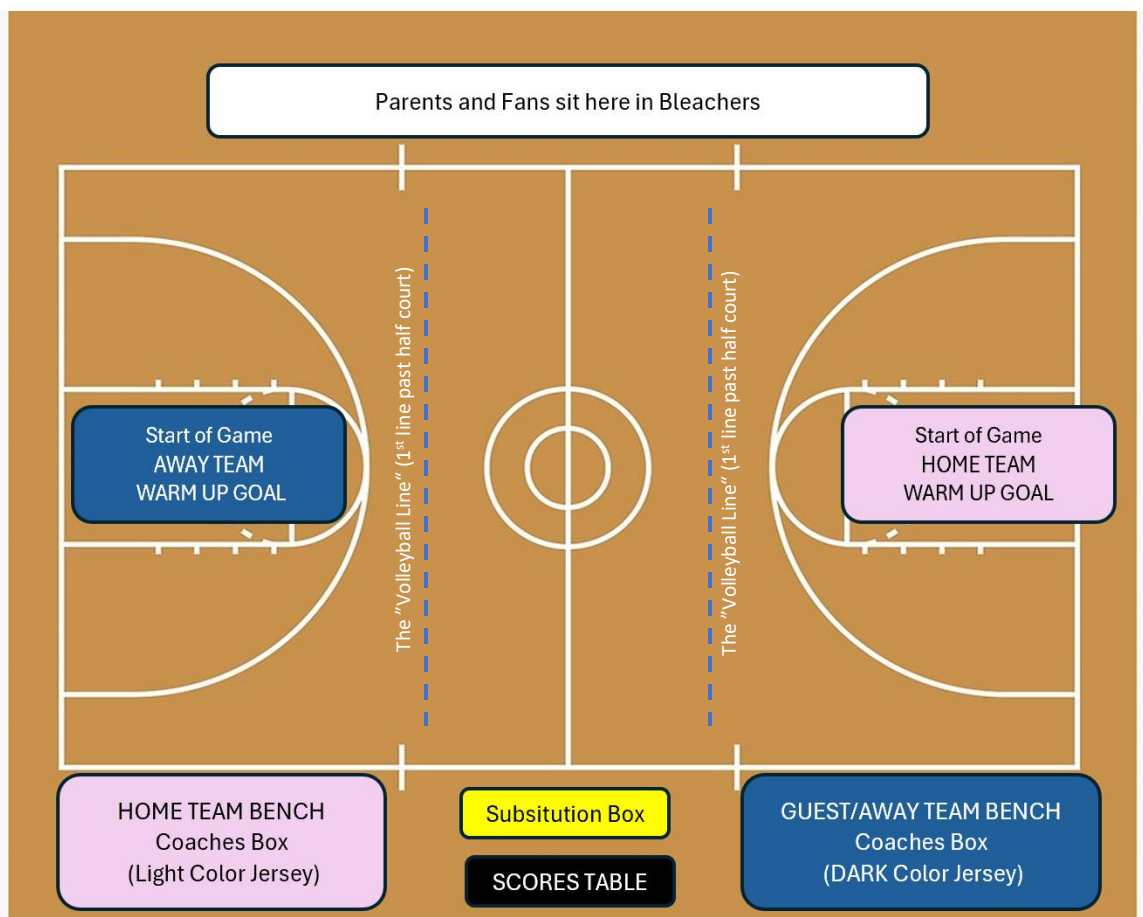 Parents and Fans sit here in Bleachers
The "Volleyball Line" (1st line past half court)
The "Volleyball Line" (1st line past half court)
Start of Game
AWAY TEAM
WARM UP GOAL
Start of Game
HOME TEAM
WARM UP GOAL
HOME TEAM BENCH
Coaches Box
(Light Color Jersey)
Subsitution Box
SCORES TABLE
GUEST/AWAY TEAM BENCH
Coaches Box
(DARK Color Jersey)